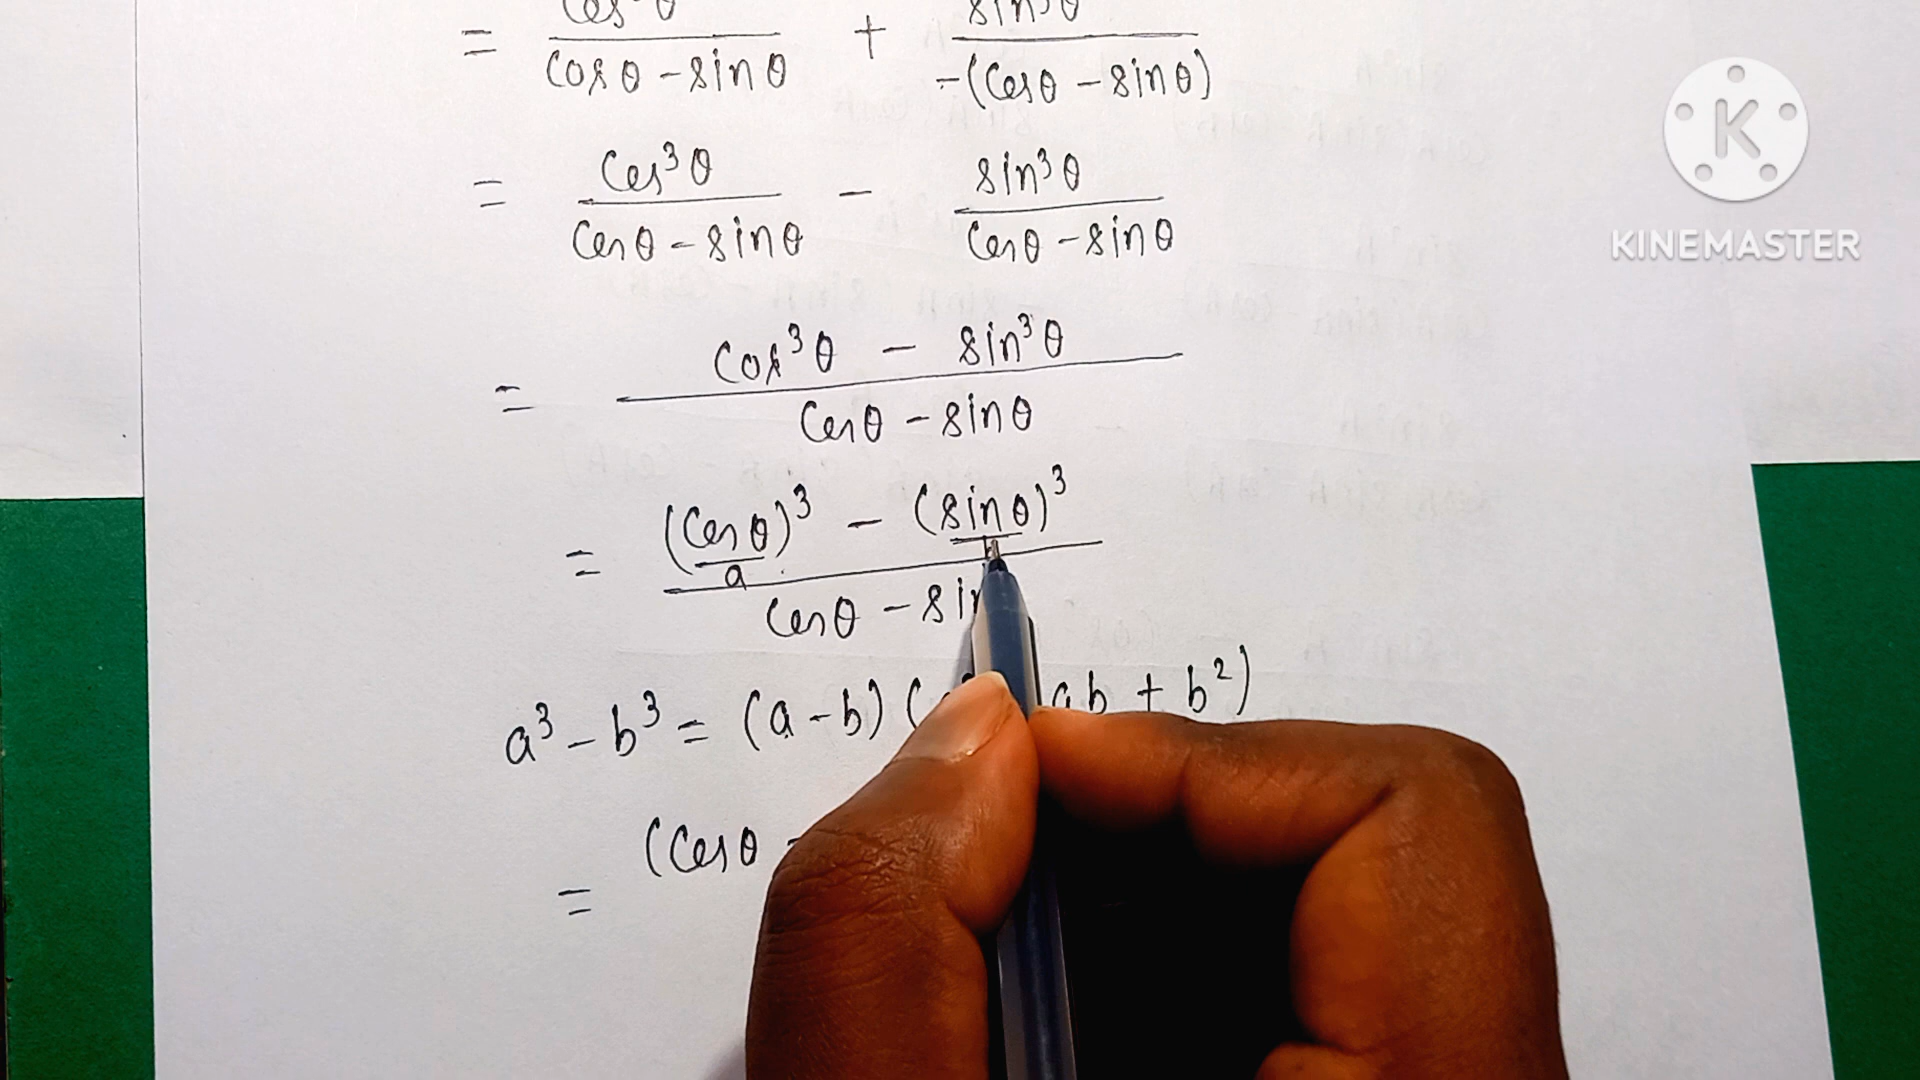 = cos³θ / cosθ - sinθ + sin³θ / -(cosθ - sinθ)
= cos³θ / cosθ - sinθ - sin³θ / cosθ - sinθ
= cos³θ - sin³θ / cosθ - sinθ
= (cosθ)³ - (sinθ)³ / cosθ - sin
a
a³ - b³ = (a - b) ( ab + b²)
= (cosθ -
K
KINEMASTER